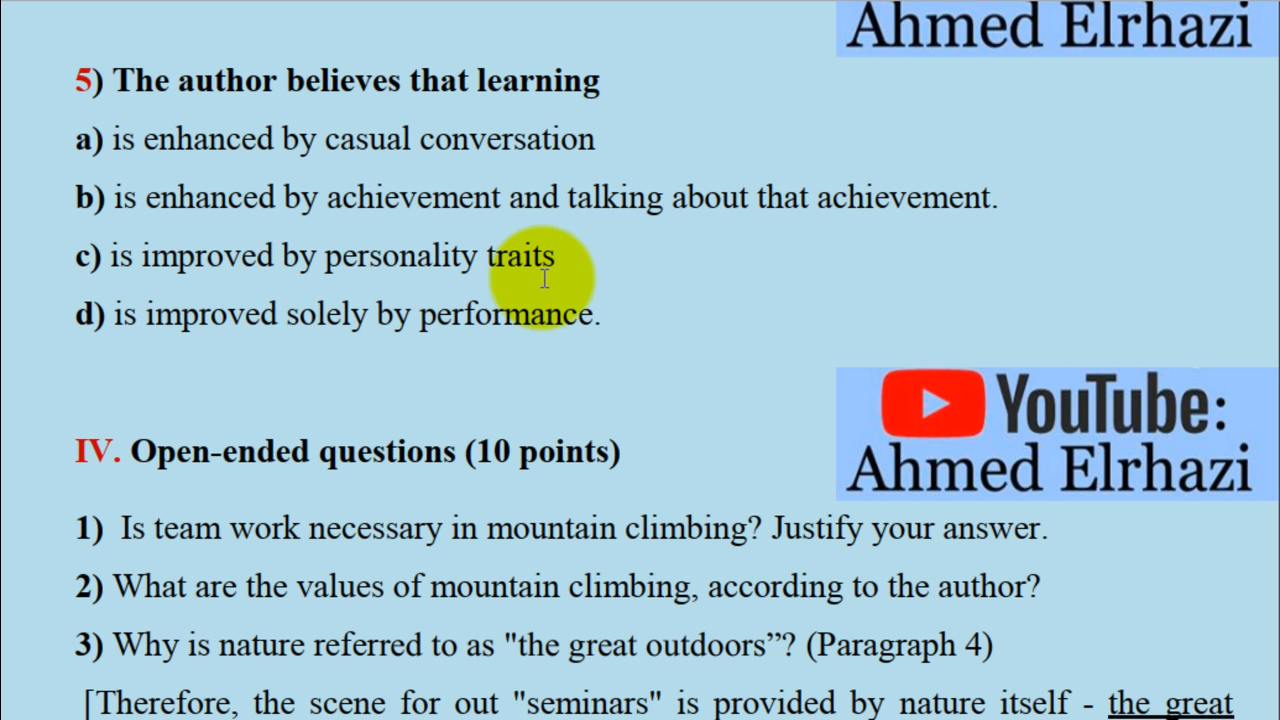 Ahmed Elrhazi
5) The author believes that learning
a) is enhanced by casual conversation
b) is enhanced by achievement and talking about that achievement.
c) is improved by personality traits
d) is improved solely by performance.
YouTube:
Ahmed Elrhazi
IV. Open-ended questions (10 points)
1) Is team work necessary in mountain climbing? Justify your answer.
2) What are the values of mountain climbing, according to the author?
3) Why is nature referred to as "the great outdoors”? (Paragraph 4)
[Therefore, the scene for out "seminars" is provided by nature itself - the great